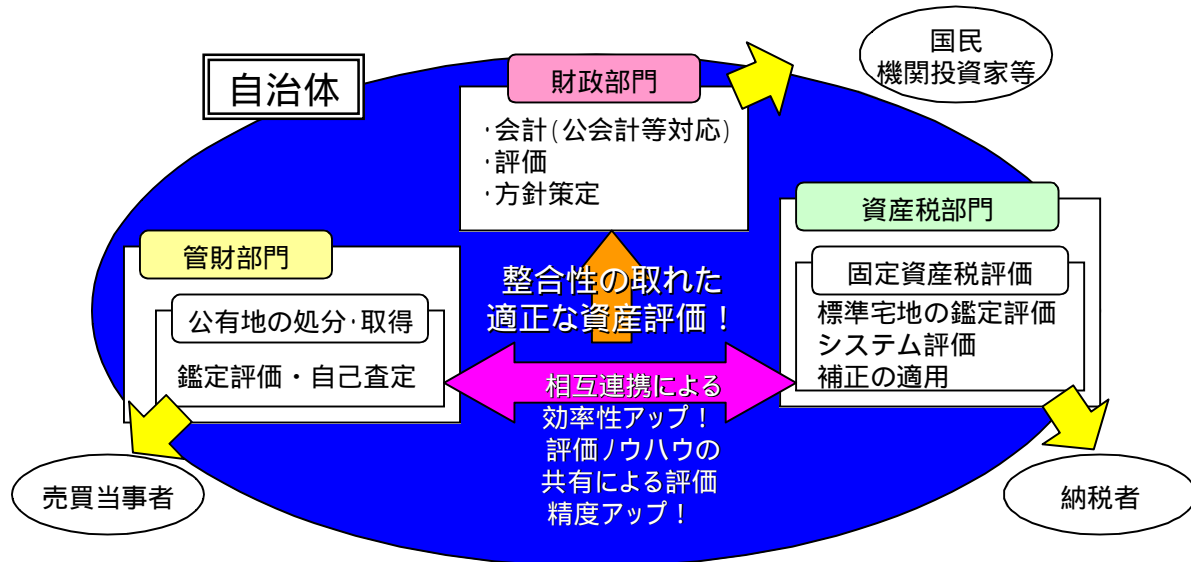 国民
機関投資家等
自治体
財政部門
・会計(公会計等対応)
・評価
・方針策定
資産税部門
固定資産税評価
標準宅地の鑑定評価
システム評価
補正の適用
管財部門
公有地の処分・取得
鑑定評価・自己査定
整合性の取れた
適正な資産評価！
相互連携による
効率性アップ！
評価ノウハウの
共有による評価
精度アップ！
売買当事者
納税者